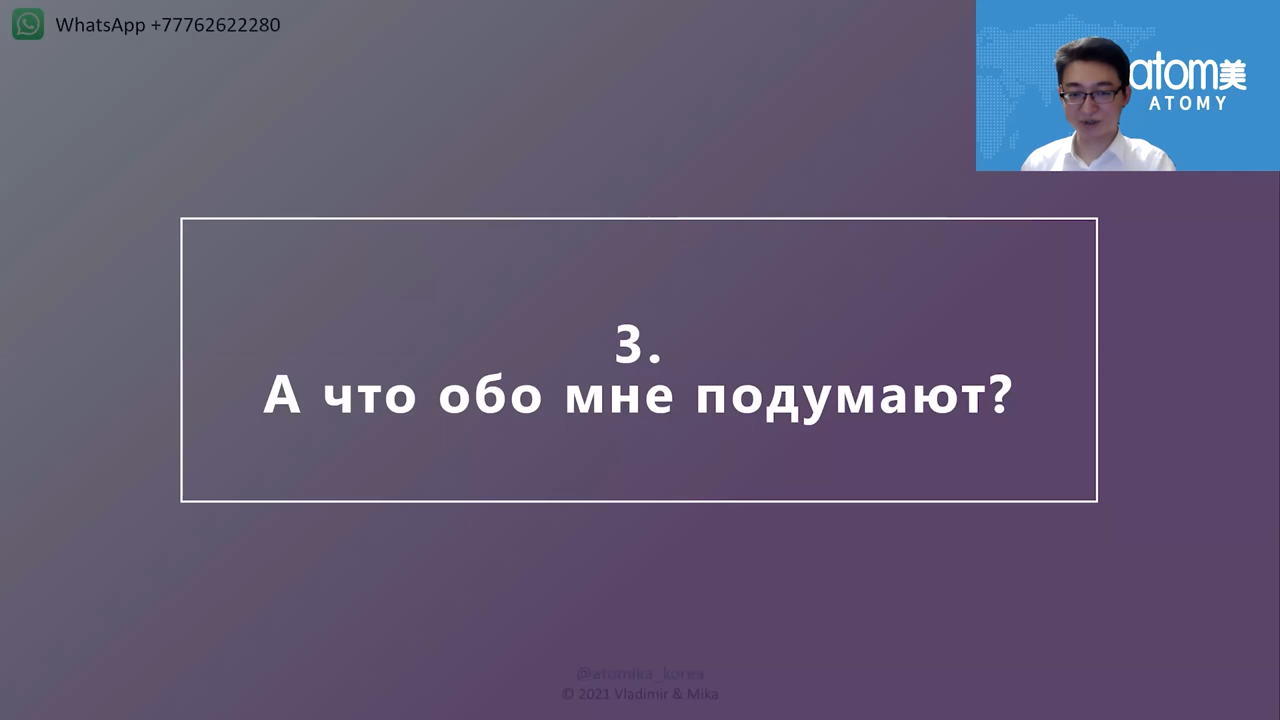 WhatsApp +77762622280
atom美
ATOMY
3.
А что обо мне подумают?
@atomika_korea
© 2021 Vladimir & Mika